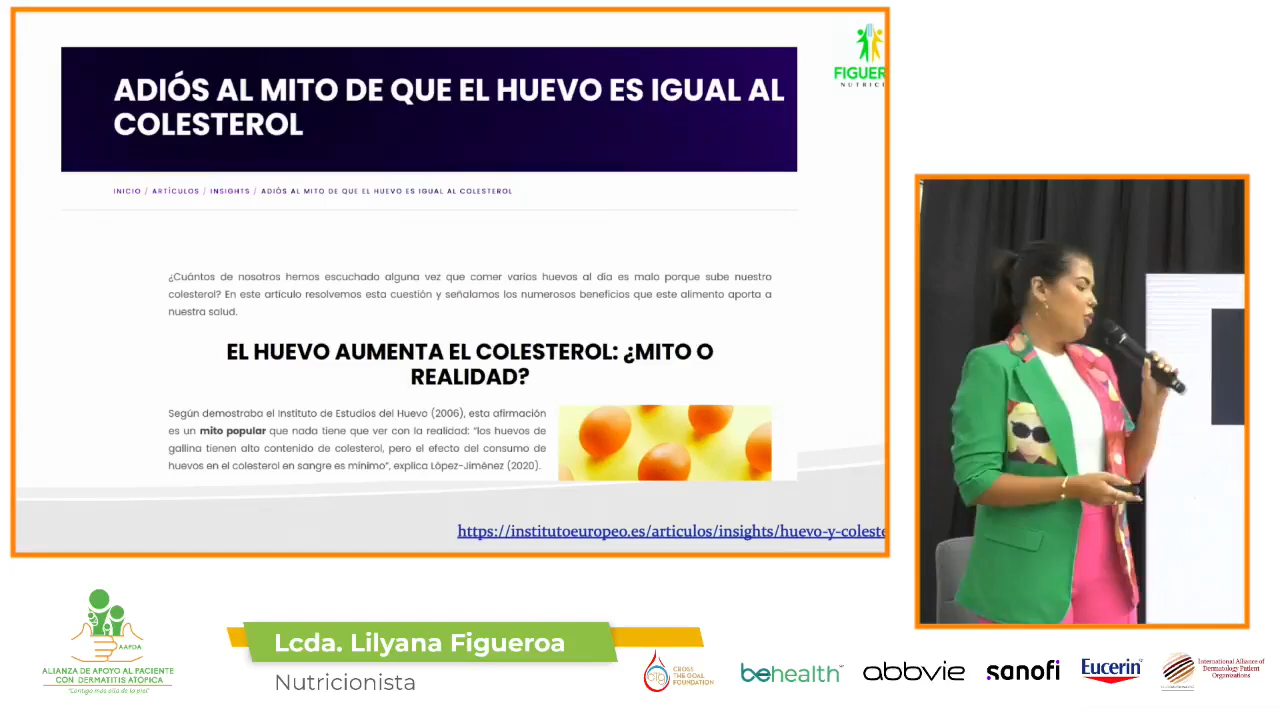 ADIÓS AL MITO DE QUE EL HUEVO ES IGUAL AL
COLESTEROL
FIGUER
NUTRICI
INICIO / ARTÍCULOS / INSIGHTS / ADIÓS AL MITO DE QUE EL HUEVO ES IGUAL AL COLESTEROL
¿Cuántos de nosotros hemos escuchado alguna vez que comer varios huevos al día es malo porque sube nuestro
colesterol? En este artículo resolvemos esta cuestión y señalamos los numerosos beneficios que este alimento aporta a
nuestra salud.
EL HUEVO AUMENTA EL COLESTEROL: ¿MITO O
REALIDAD?
Según demostraba el Instituto de Estudios del Huevo (2006), esta afirmación
es un mito popular que nada tiene que ver con la realidad: “los huevos de
gallina tienen alto contenido de colesterol, pero el efecto del consumo de
huevos en el colesterol en sangre es mínimo”, explica López-Jiménez (2020).
https://institutoeuropeo.es/articulos/insights/huevo-y-coleste
AAPDA
ALIANZA DE APOYO AL PACIENTE
CON DERMATITIS ATÓPICA
"Contigo más allá de la piel"
Lcda. Lilyana Figueroa
Nutricionista
CROSS
THE GOAL
FOUNDATION
behealth
abbvie
sanofi
Eucerin
International Alliance of
Dermatology Patient
Organizations